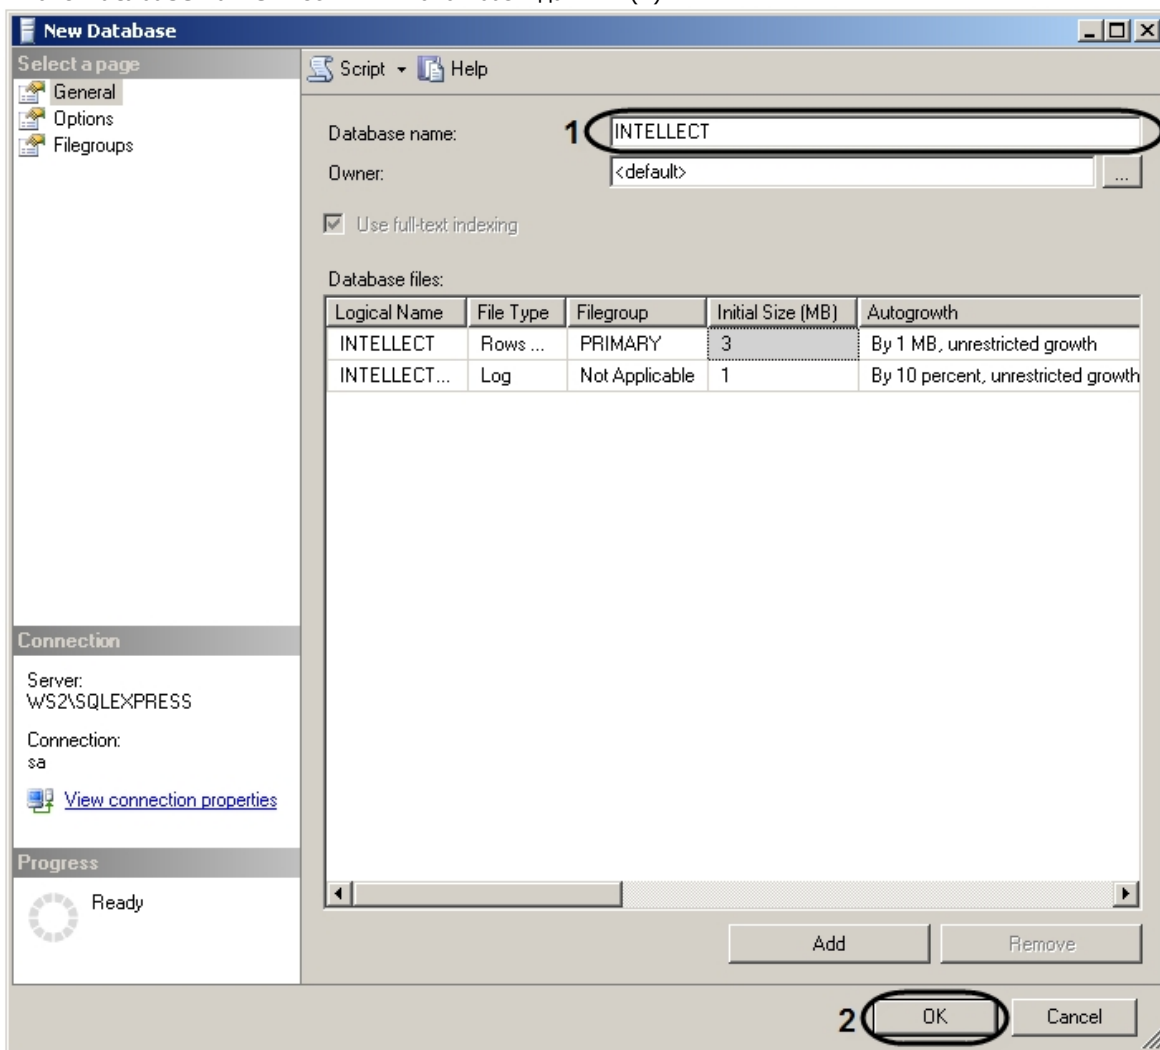 New Database
Select a page
General
Options
Filegroups
Script Help
Database name: 1 INTELLECT
Owner: <default> ...
Use full-text indexing
Database files:
Logical Name File Type Filegroup Initial Size (MB) Autogrowth
INTELLECT Rows ... PRIMARY 3 By 1 MB, unrestricted growth
INTELLECT... Log Not Applicable 1 By 10 percent, unrestricted growth
Connection
Server:
WS2\SQLEXPRESS
Connection:
sa
View connection properties
Progress
Ready
Add Remove
2 OK Cancel